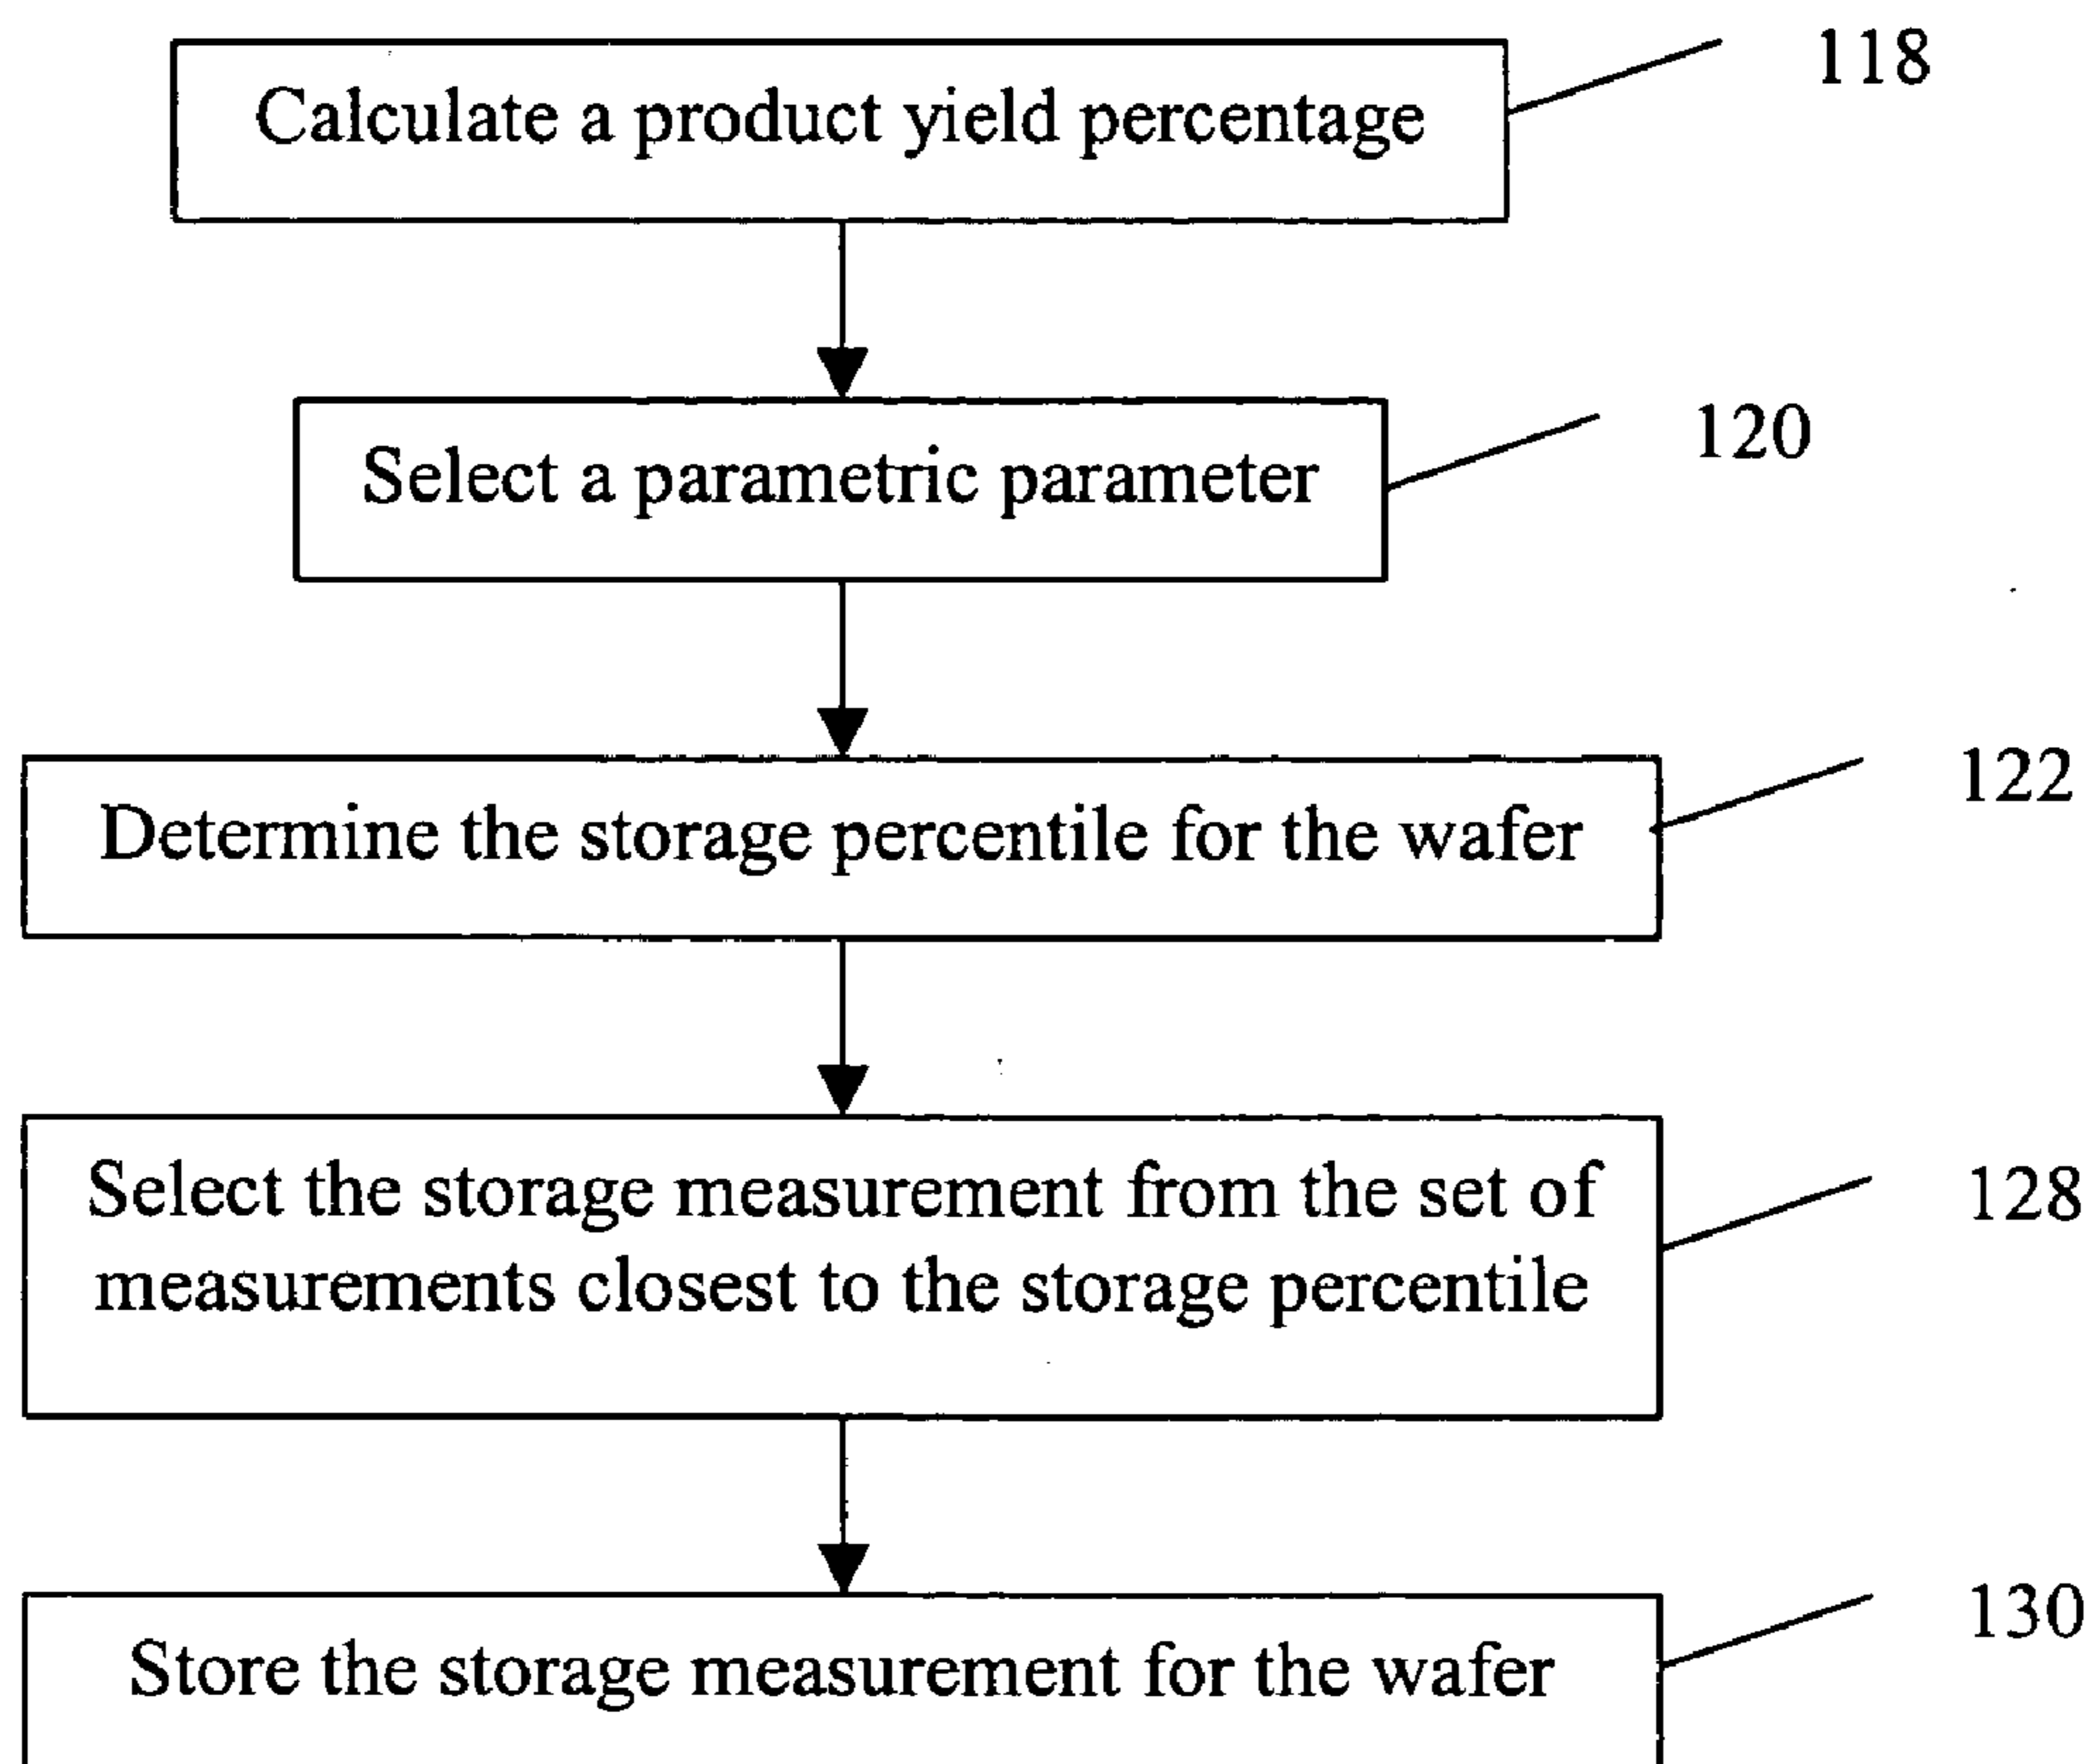 Calculate a product yield percentage
118
Select a parametric parameter
120
Determine the storage percentile for the wafer
122
Select the storage measurement from the set of
measurements closest to the storage percentile
128
Store the storage measurement for the wafer
130